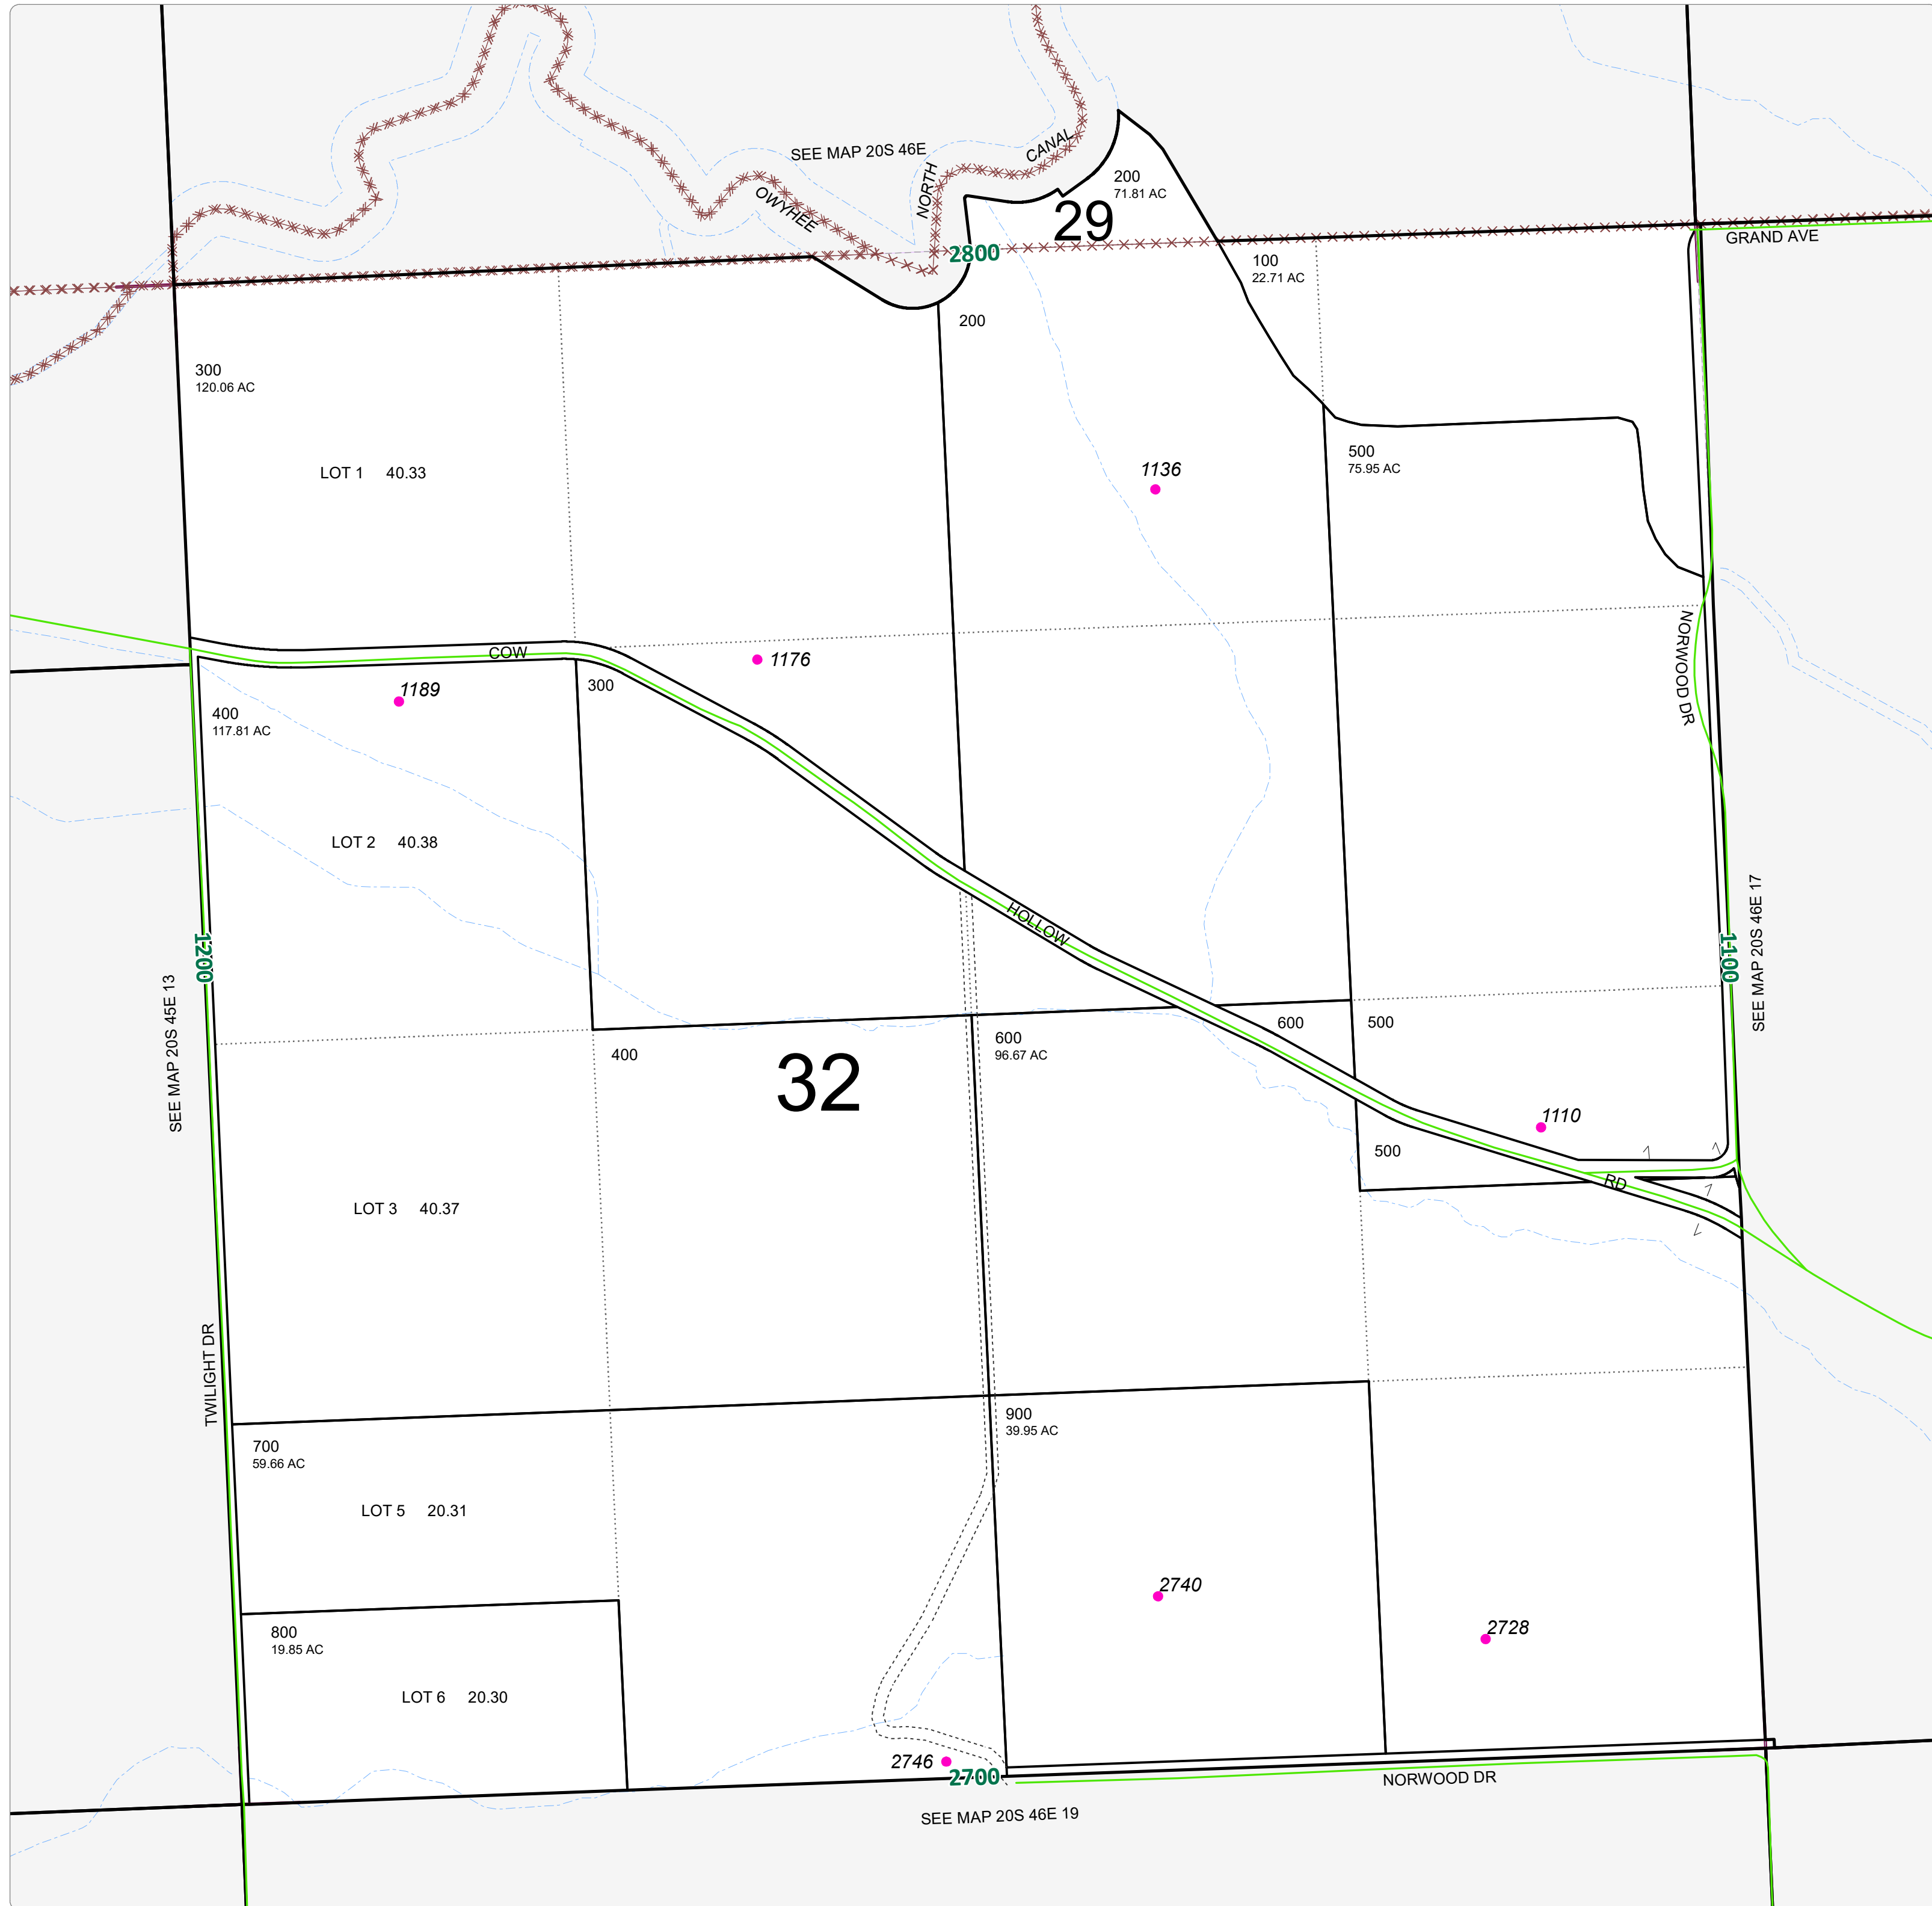 SEE MAP 20S 46E
OWYHEE
NORTH
CANAL
200
71.81 AC
29
2800
GRAND AVE
100
22.71 AC
200
300
120.06 AC
LOT 1 40.33
1136
500
75.95 AC
COW
1176
300
1189
400
117.81 AC
NORWOOD DR
LOT 2 40.38
HOLLOW
1200
1100
SEE MAP 20S 45E 13
SEE MAP 20S 46E 17
400
32
600
96.67 AC
600
500
1110
500
RD
LOT 3 40.37
TWILIGHT DR
700
59.66 AC
900
39.95 AC
LOT 5 20.31
2740
2728
800
19.85 AC
LOT 6 20.30
2746
2700
NORWOOD DR
SEE MAP 20S 46E 19